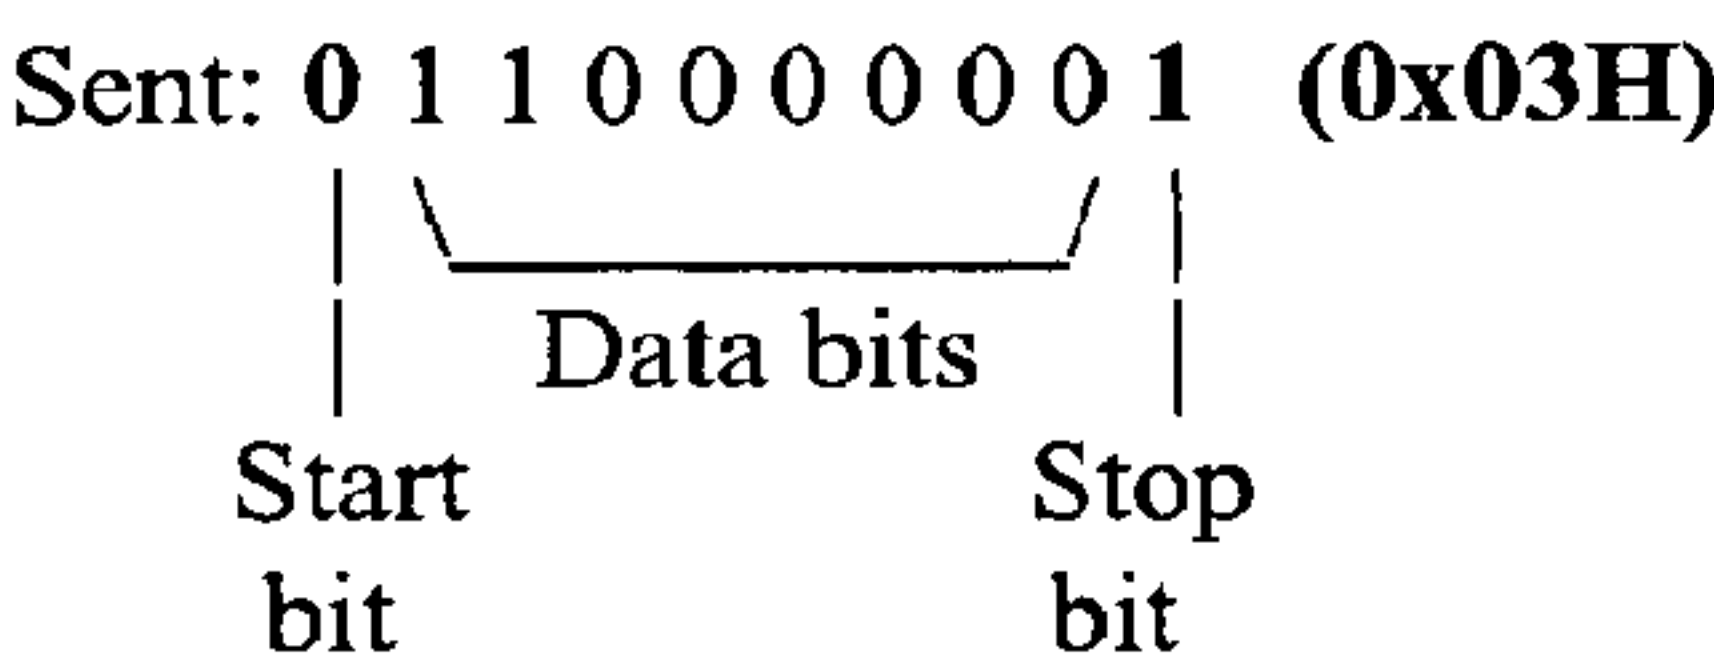 Sent: 0 1 1 0 0 0 0 0 0 1 (0x03H)
Data bits
Start bit
Stop bit